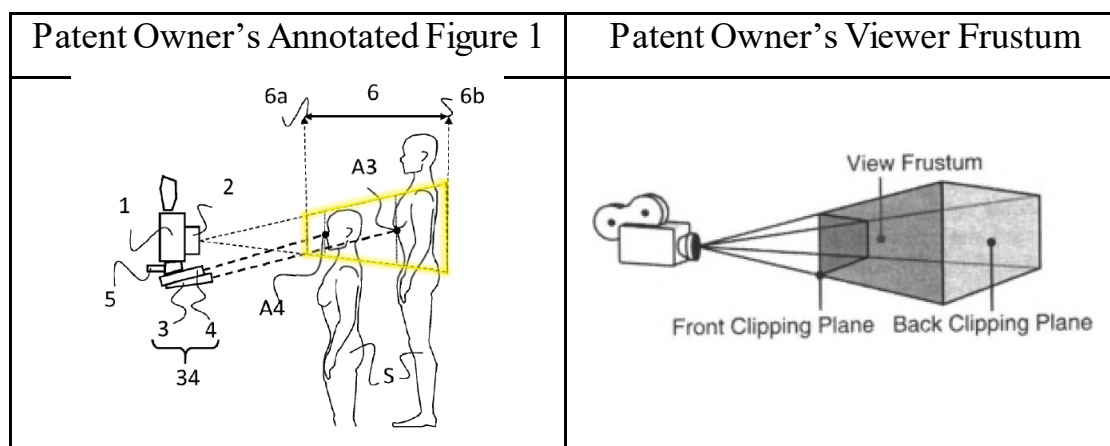 Patent Owner's Annotated Figure 1
Patent Owner's Viewer Frustum
6a
6
6b
A3
1
2
5
A4
3
4
34
S
View Frustum
Front Clipping Plane
Back Clipping Plane